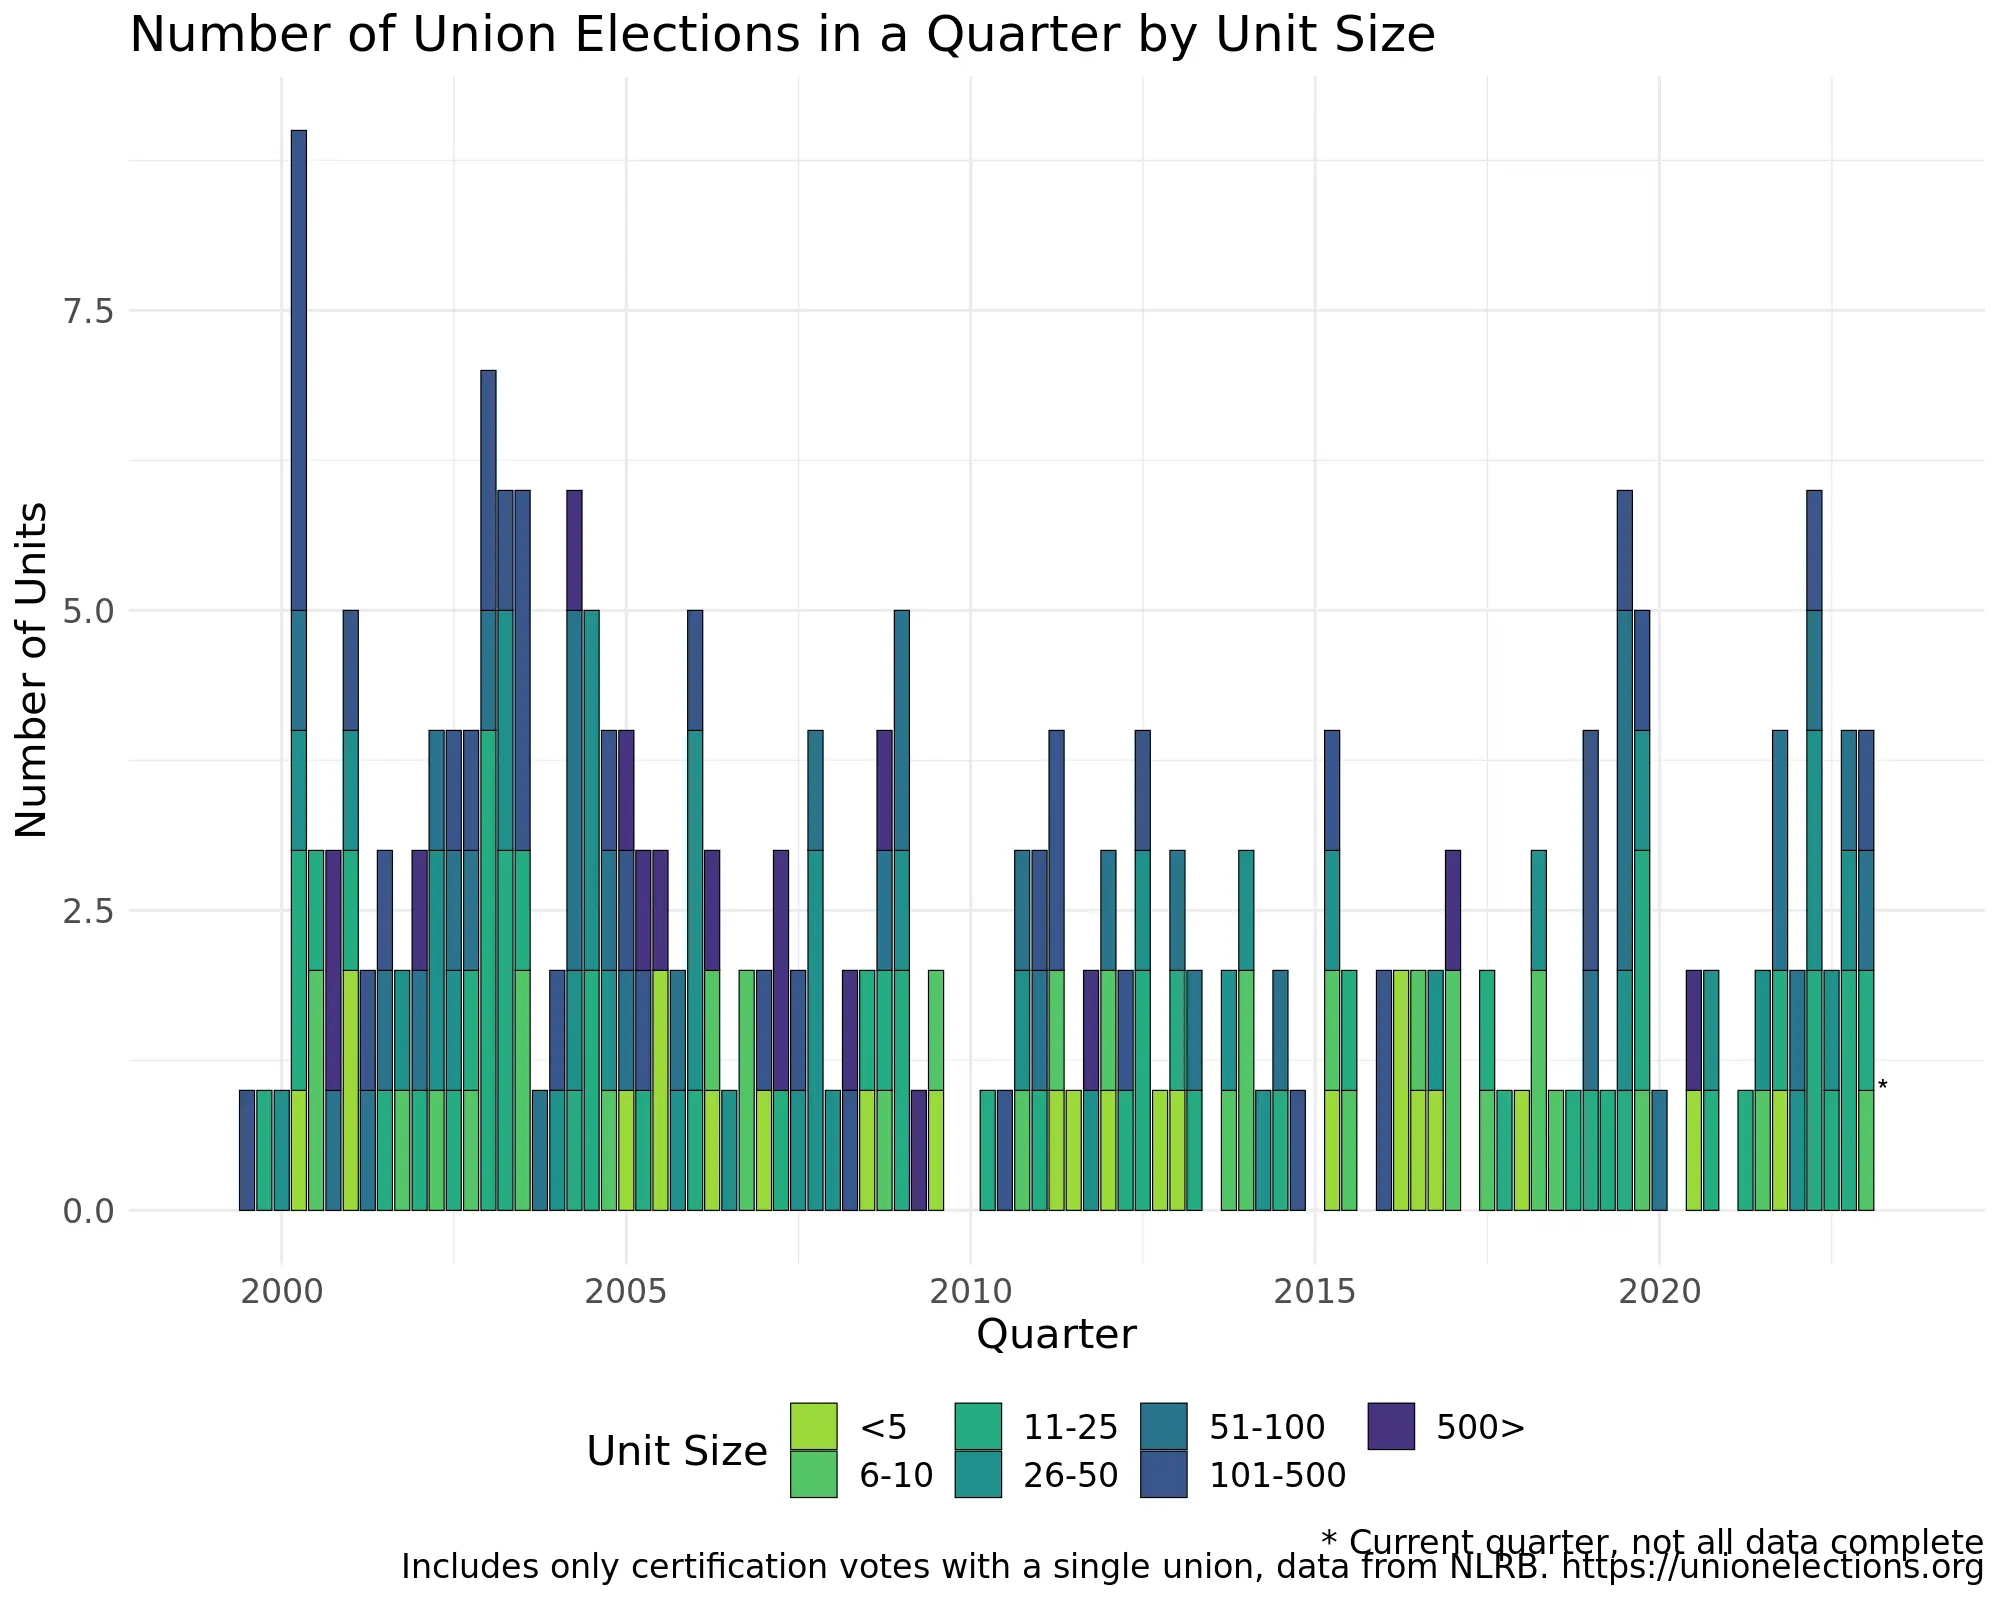 Number of Union Elections in a Quarter by Unit Size
Number of Units
7.5
5.0
2.5
0.0
*
2000 2005 2010 2015 2020
Quarter
Unit Size
<5 11-25 51-100 500>
6-10 26-50 101-500
* Current quarter, not all data complete
Includes only certification votes with a single union, data from NLRB. https://unionelections.org